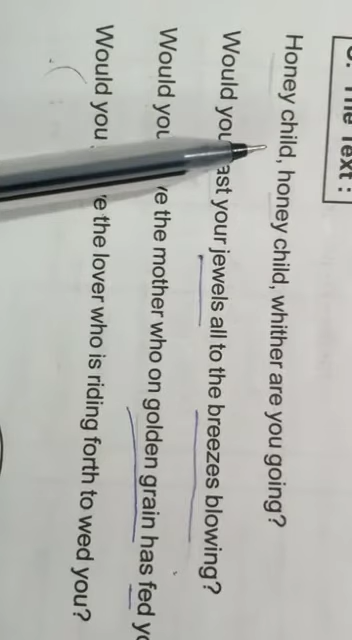 The Text :
Honey child, honey child, whither are you going?
Would you ast your jewels all to the breezes blowing?
Would you e the mother who on golden grain has fed
Would you e the lover who is riding forth to wed you?